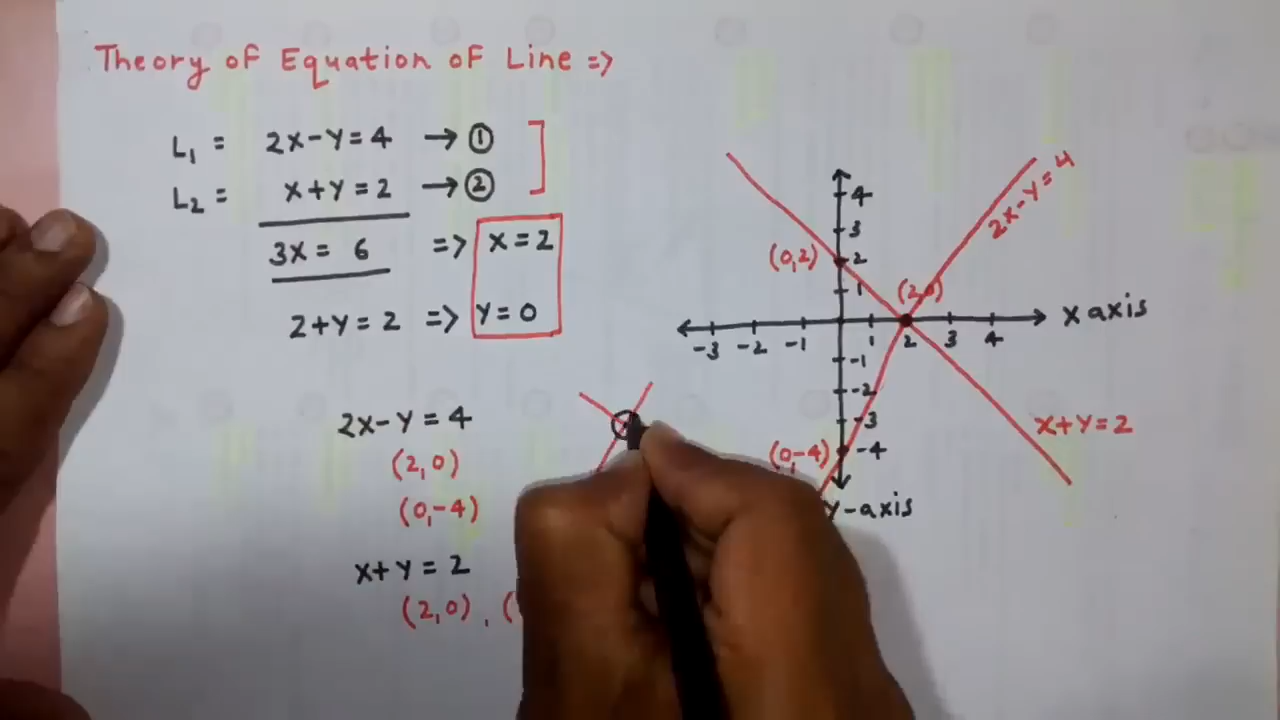 Theory of Equation of Line =>
L₁ = 2x-y=4 → ①
L₂ = x+y=2 → ②
3x = 6 => x=2
2+y=2 => y=0
2x-y=4
(2,0)
(0,-4)
x+y=2
(2,0), (
4
3
2
1
-1
-2
-3
-4
-3 -2 -1 1 2 3 4
x axis
y-axis
(0,2)
(2,0)
(0,-4)
2x-y=4
x+y=2